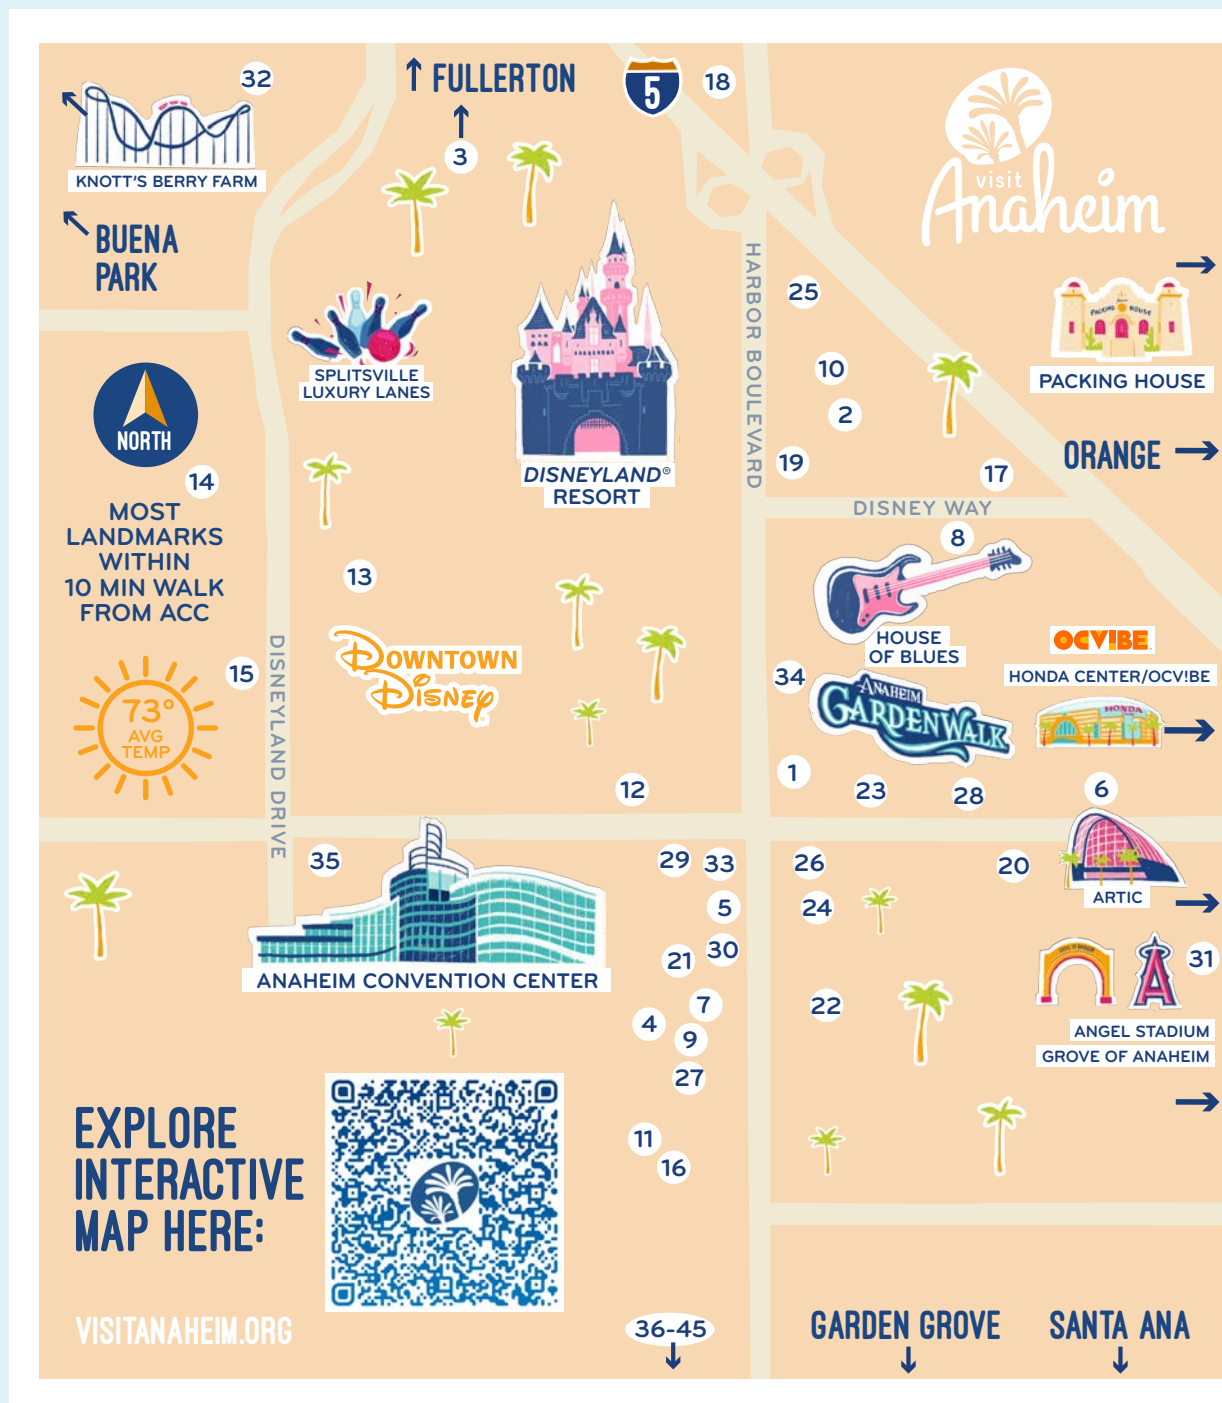 32
↑ FULLERTON
5
18
3
visit
Anaheim
KNOTT'S BERRY FARM
BUENA
PARK
25
PACKING HOUSE
PACKING HOUSE
SPLITSVILLE
LUXURY LANES
HARBOR BOULEVARD
10
2
NORTH
19
ORANGE
17
DISNEYLAND®
RESORT
14
MOST
LANDMARKS
WITHIN
10 MIN WALK
FROM ACC
DISNEY WAY
8
13
HOUSE
OF BLUES
OCV!BE
HONDA CENTER/OCV!BE
HONDA
DISNEYLAND DRIVE
DOWNTOWN
DISNEY
15
34
ANAHEIM
GARDENWALK
73°
AVG
TEMP
1
12
23
28
6
35
29
33
26
20
ARTIC
5
24
21
30
31
ANAHEIM CONVENTION CENTER
A
7
4
9
22
ANGEL STADIUM
GROVE OF ANAHEIM
27
EXPLORE
INTERACTIVE
MAP HERE:
11
16
VISITANAHEIM.ORG
36-45
GARDEN GROVE
SANTA ANA